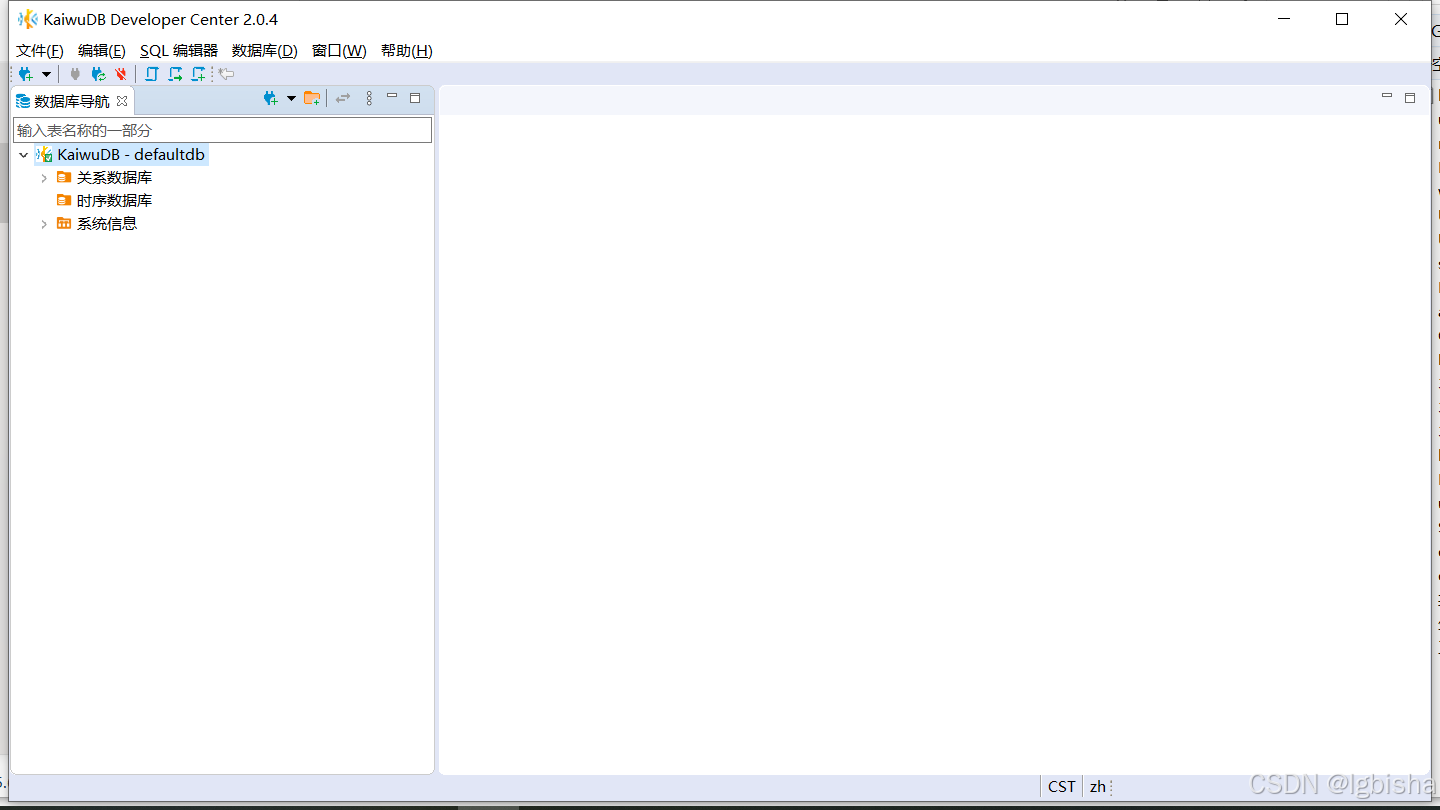 KaiwuDB Developer Center 2.0.4
文件(F) 编辑(E) SQL 编辑器 数据库(D) 窗口(W) 帮助(H)
数据库导航
输入表名称的一部分
KaiwuDB - defaultdb
关系数据库
时序数据库
系统信息
CST zh
CSDN @lgbisha